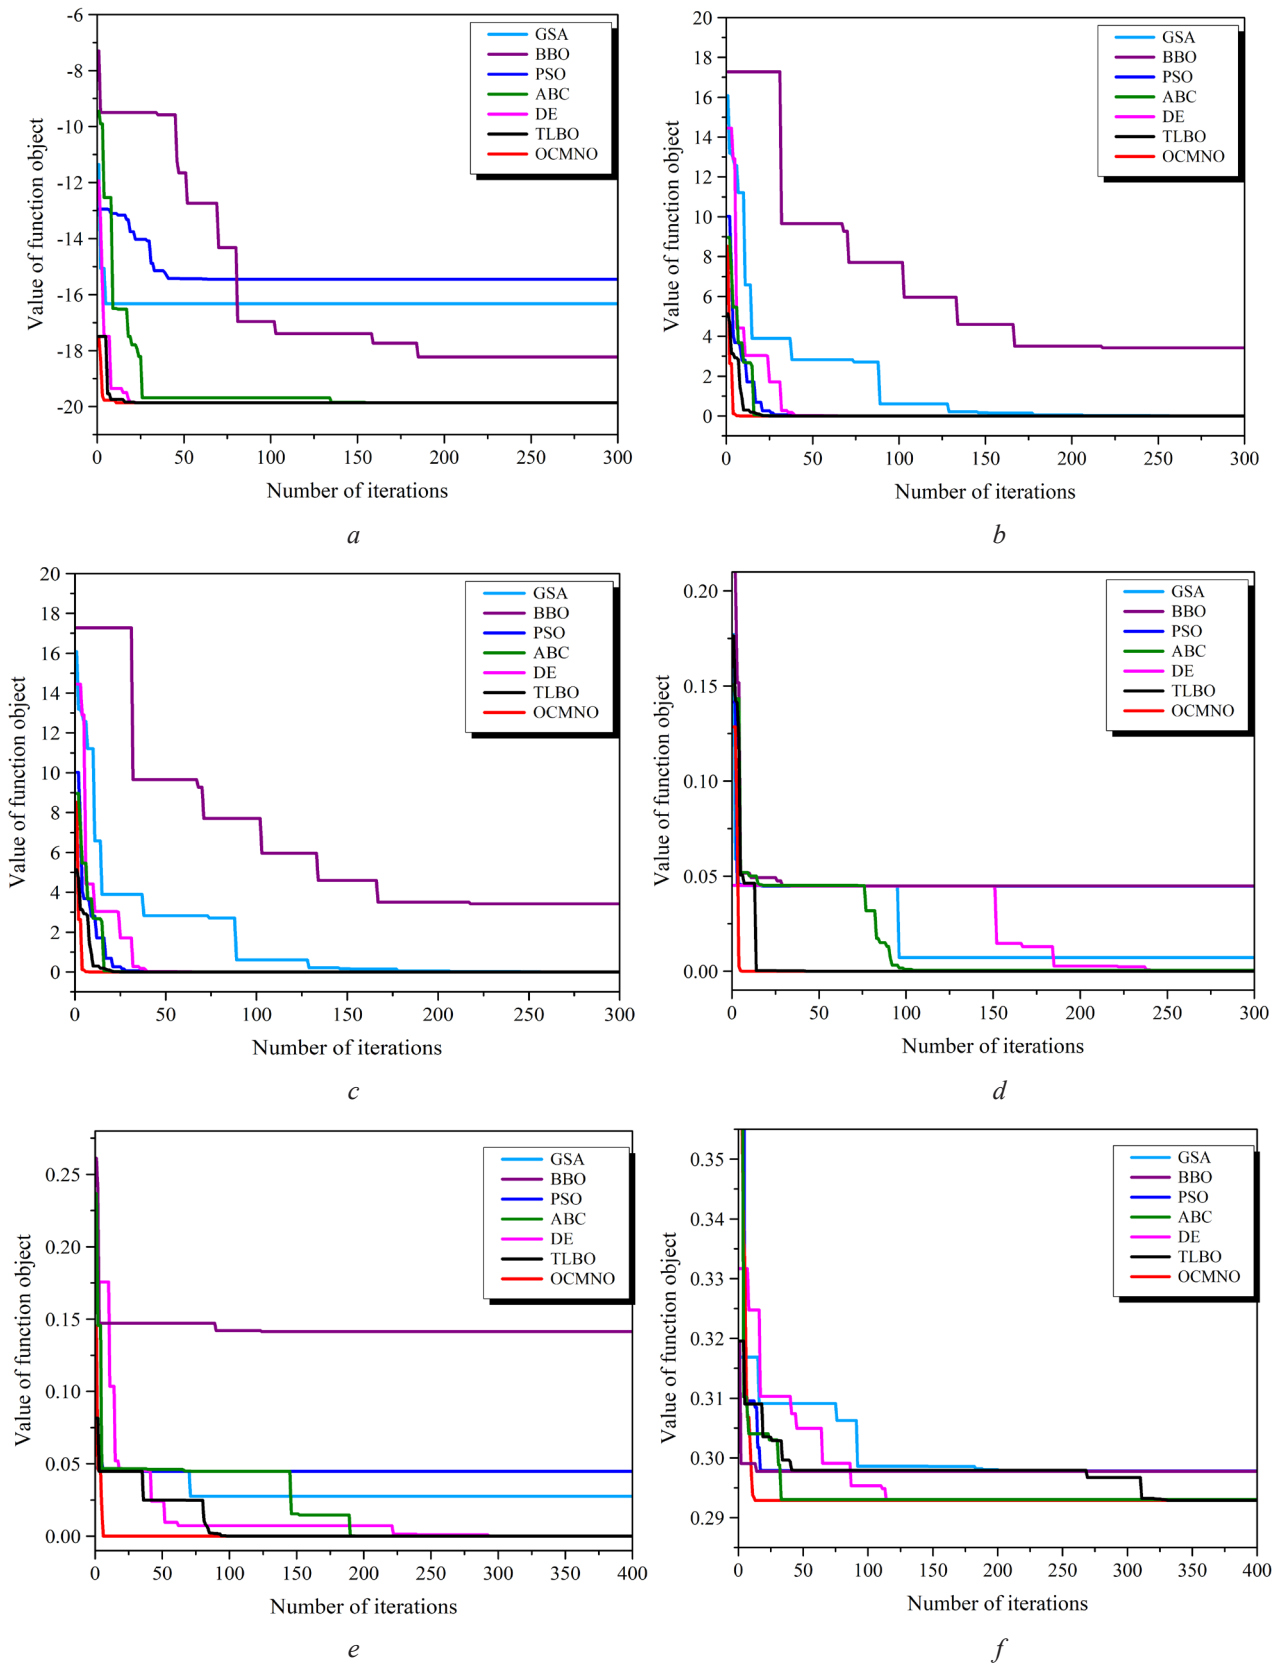 Value of function object
-6
-8
-10
-12
-14
-16
-18
-20
0 50 100 150 200 250 300
Number of iterations
GSA
BBO
PSO
ABC
DE
TLBO
OCMNO
a
Value of function object
20
18
16
14
12
10
8
6
4
2
0
0 50 100 150 200 250 300
Number of iterations
GSA
BBO
PSO
ABC
DE
TLBO
OCMNO
b
Value of function object
20
18
16
14
12
10
8
6
4
2
0
0 50 100 150 200 250 300
Number of iterations
GSA
BBO
PSO
ABC
DE
TLBO
OCMNO
c
Value of function object
0.20
0.15
0.10
0.05
0.00
0 50 100 150 200 250 300
Number of iterations
GSA
BBO
PSO
ABC
DE
TLBO
OCMNO
d
Value of function object
0.25
0.20
0.15
0.10
0.05
0.00
0 50 100 150 200 250 300 350 400
Number of iterations
GSA
BBO
PSO
ABC
DE
TLBO
OCMNO
e
Value of function object
0.35
0.34
0.33
0.32
0.31
0.30
0.29
0 50 100 150 200 250 300 350 400
Number of iterations
GSA
BBO
PSO
ABC
DE
TLBO
OCMNO
f